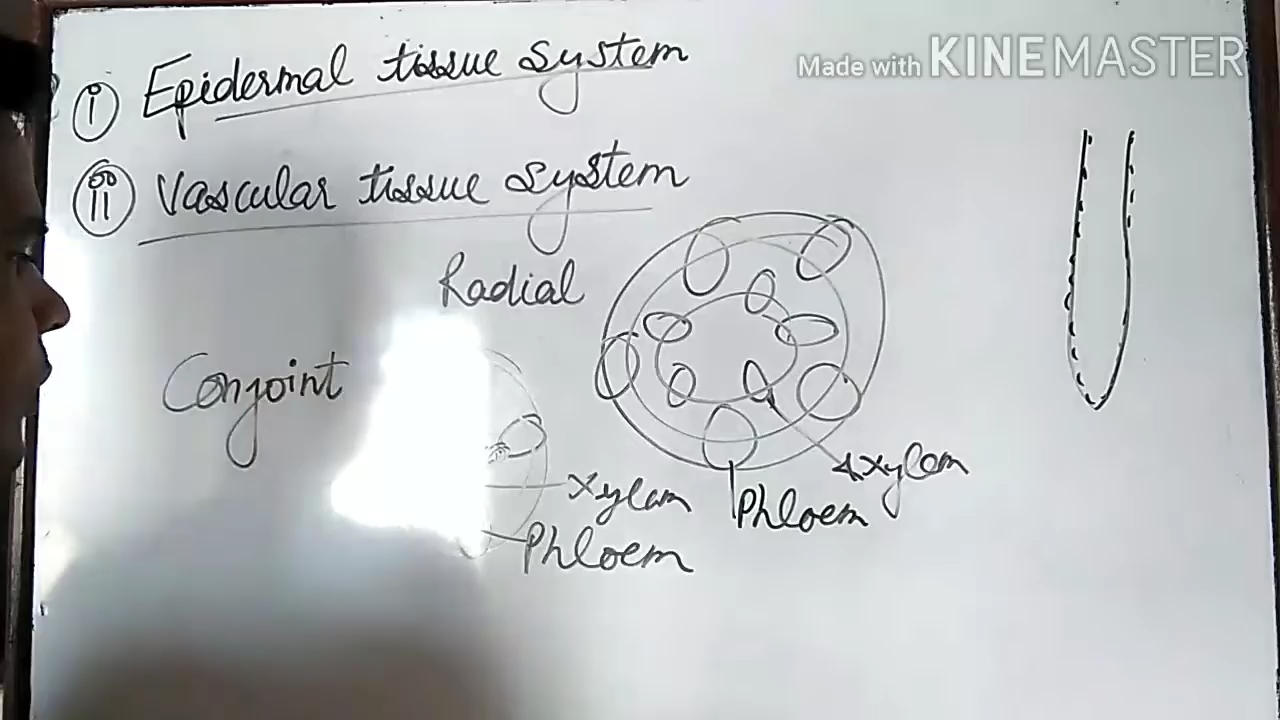 Made with KINEMASTER
i Epidermal tissue system
ii Vascular tissue system
Radial
Conjoint
Xylem
Phloem
Xylem
Phloem